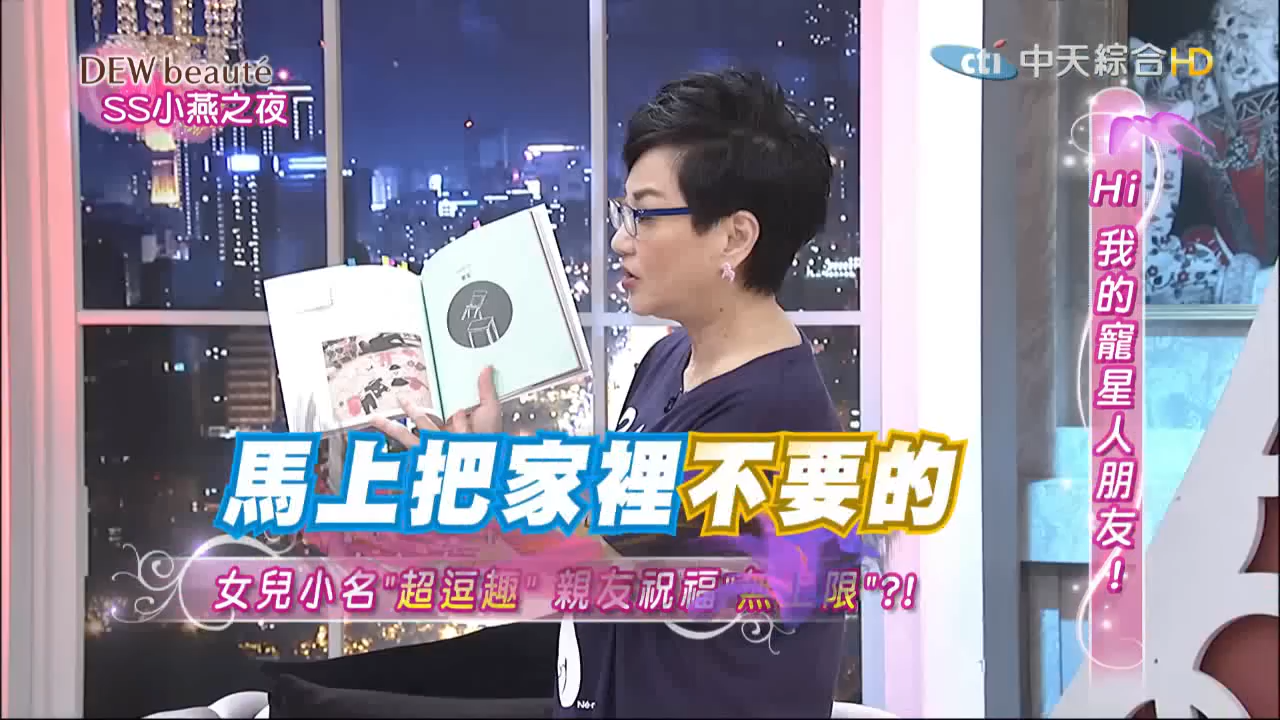 DEW beauté
SS小燕之夜
cti 中天綜合HD
Hi 我的寵星人朋友！
馬上把家裡不要的
女兒小名"超逗趣" 親友祝福"無上限"?!